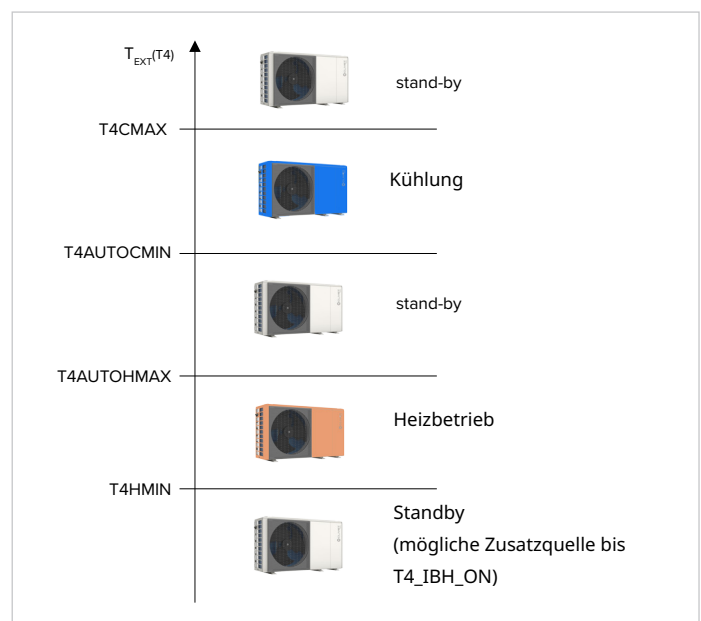 T_EXT(T4)
stand-by
T4CMAX
Kühlung
T4AUTOCMIN
stand-by
T4AUTOHMAX
Heizbetrieb
T4HMIN
Standby
(mögliche Zusatzquelle bis
T4_IBH_ON)